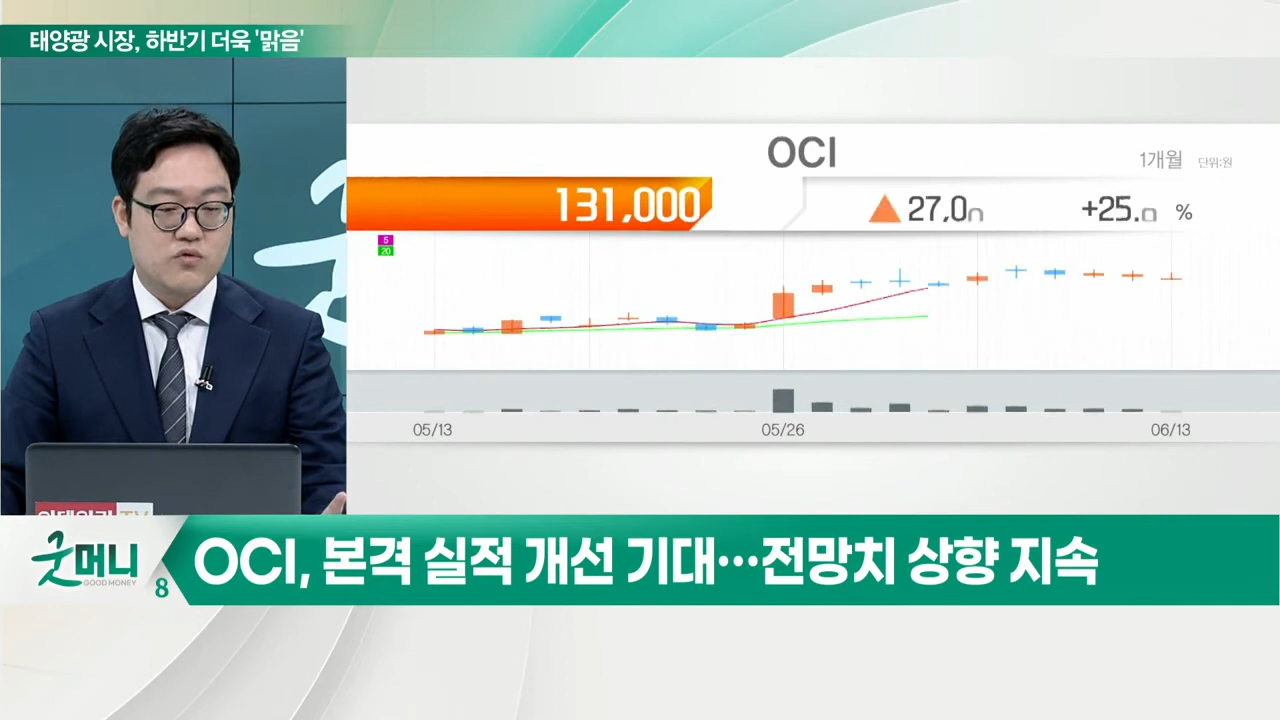 태양광 시장, 하반기 더욱 '맑음'
OCI
1개월 단위:원
131,000
▲ 27,0 +25. %
5
20
05/13 05/26 06/13
굿머니
GOOD MONEY
8
OCI, 본격 실적 개선 기대…전망치 상향 지속